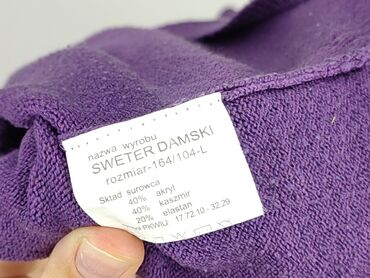 nazwa wyrobu
SWETER DAMSKI
rozmiar-164/104-L
Skład surowca
40% akryl
40% kaszmir
20% elastan
PKWIU: 17.72.10 - 32.29